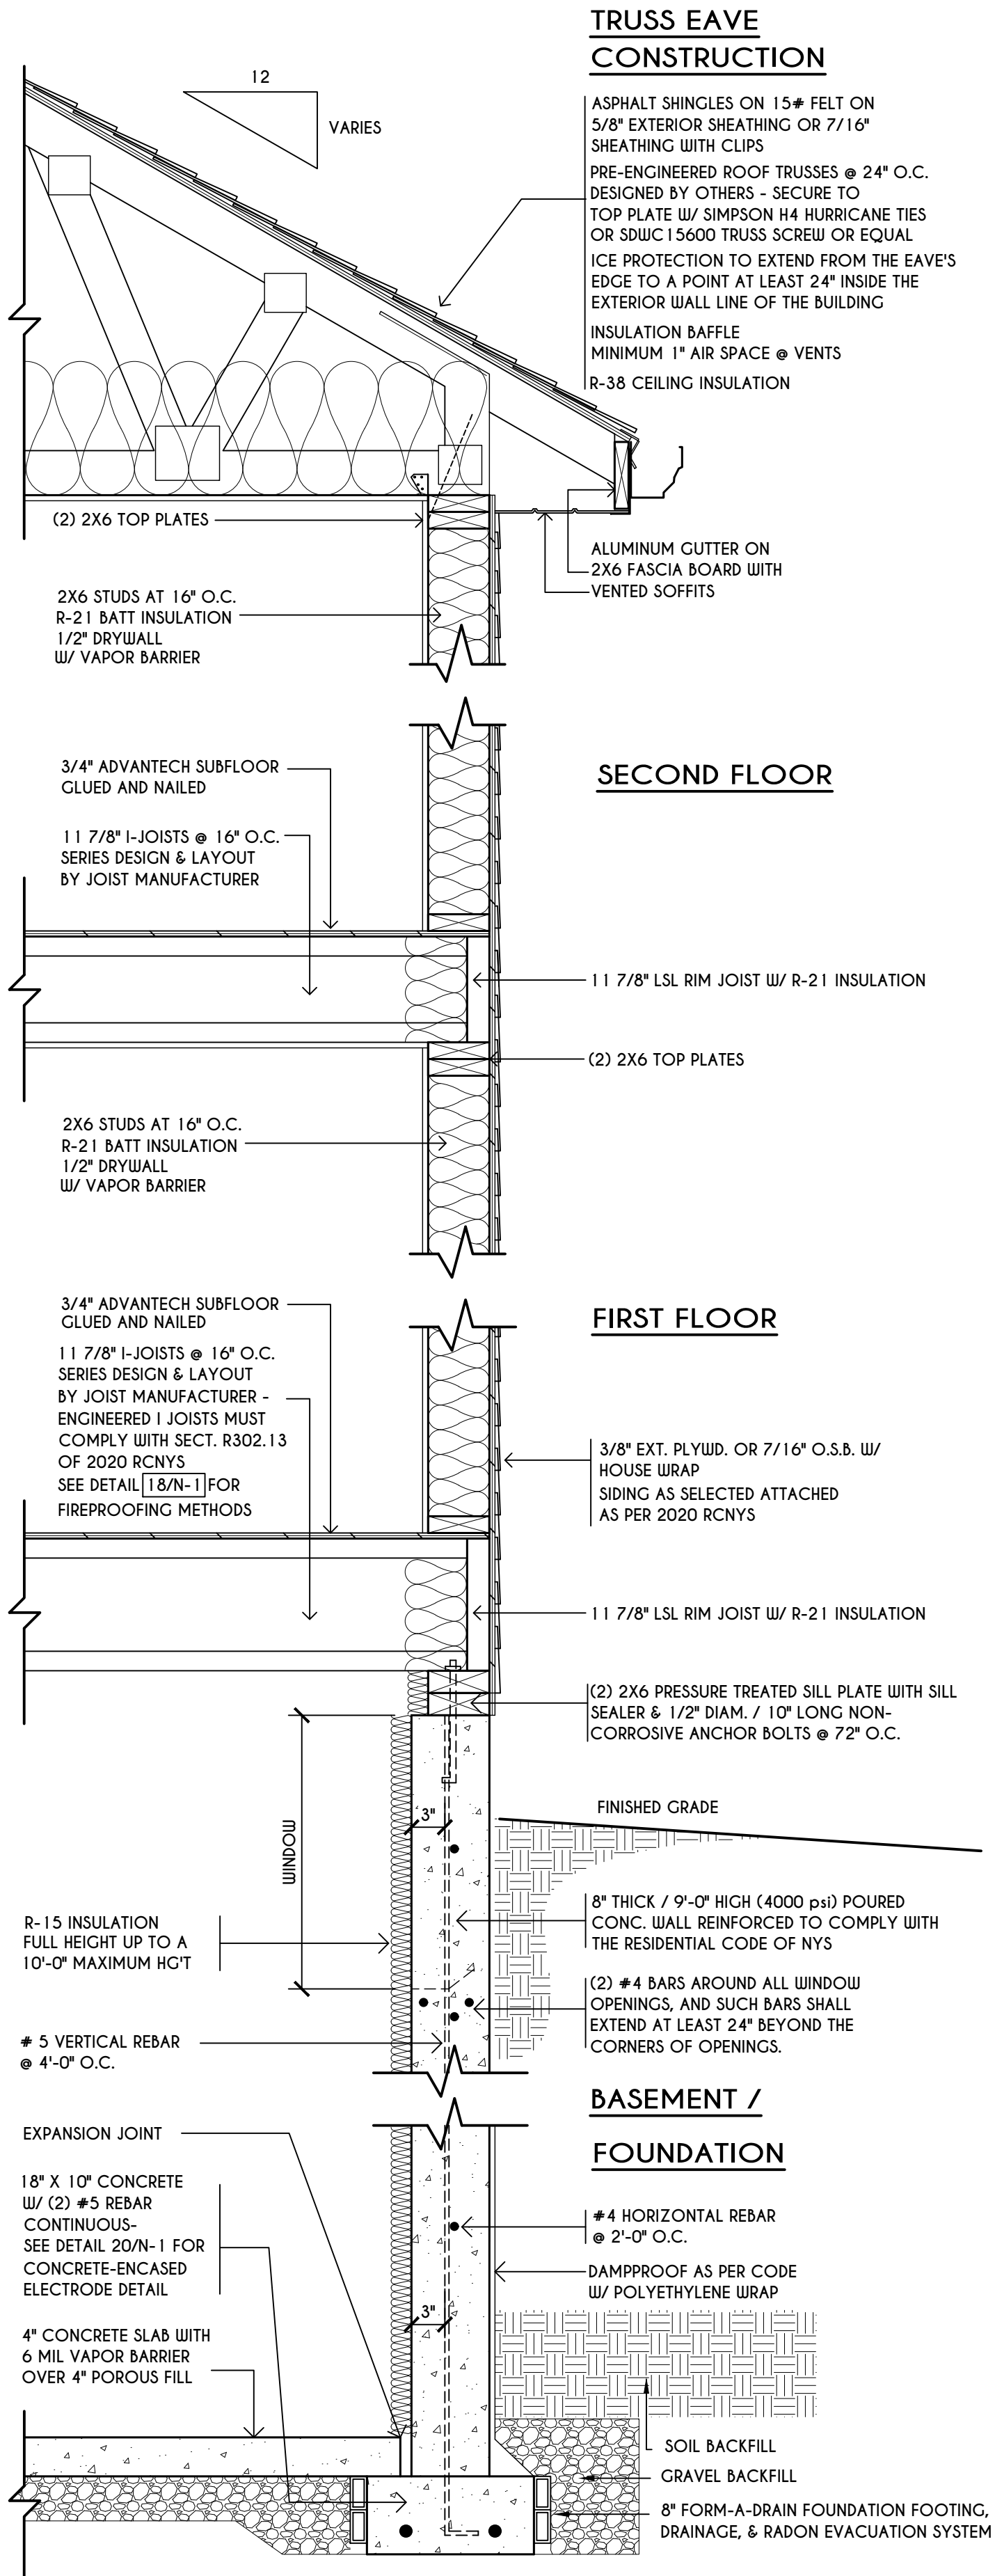 TRUSS EAVE
CONSTRUCTION
12
VARIES
ASPHALT SHINGLES ON 15# FELT ON
5/8" EXTERIOR SHEATHING OR 7/16"
SHEATHING WITH CLIPS
PRE-ENGINEERED ROOF TRUSSES @ 24" O.C.
DESIGNED BY OTHERS - SECURE TO
TOP PLATE W/ SIMPSON H4 HURRICANE TIES
OR SDWC15600 TRUSS SCREW OR EQUAL
ICE PROTECTION TO EXTEND FROM THE EAVE'S
EDGE TO A POINT AT LEAST 24" INSIDE THE
EXTERIOR WALL LINE OF THE BUILDING
INSULATION BAFFLE
MINIMUM 1" AIR SPACE @ VENTS
R-38 CEILING INSULATION
(2) 2X6 TOP PLATES
ALUMINUM GUTTER ON
2X6 FASCIA BOARD WITH
VENTED SOFFITS
2X6 STUDS AT 16" O.C.
R-21 BATT INSULATION
1/2" DRYWALL
W/ VAPOR BARRIER
SECOND FLOOR
3/4" ADVANTECH SUBFLOOR
GLUED AND NAILED
11 7/8" I-JOISTS @ 16" O.C.
SERIES DESIGN & LAYOUT
BY JOIST MANUFACTURER
11 7/8" LSL RIM JOIST W/ R-21 INSULATION
(2) 2X6 TOP PLATES
2X6 STUDS AT 16" O.C.
R-21 BATT INSULATION
1/2" DRYWALL
W/ VAPOR BARRIER
FIRST FLOOR
3/4" ADVANTECH SUBFLOOR
GLUED AND NAILED
11 7/8" I-JOISTS @ 16" O.C.
SERIES DESIGN & LAYOUT
BY JOIST MANUFACTURER -
ENGINEERED I JOISTS MUST
COMPLY WITH SECT. R302.13
OF 2020 RCNYS
SEE DETAIL 18/N-1 FOR
FIREPROOFING METHODS
3/8" EXT. PLYWD. OR 7/16" O.S.B. W/
HOUSE WRAP
SIDING AS SELECTED ATTACHED
AS PER 2020 RCNYS
11 7/8" LSL RIM JOIST W/ R-21 INSULATION
(2) 2X6 PRESSURE TREATED SILL PLATE WITH SILL
SEALER & 1/2" DIAM. / 10" LONG NON-
CORROSIVE ANCHOR BOLTS @ 72" O.C.
FINISHED GRADE
3"
WINDOW
8" THICK / 9'-0" HIGH (4000 psi) POURED
CONC. WALL REINFORCED TO COMPLY WITH
THE RESIDENTIAL CODE OF NYS
R-15 INSULATION
FULL HEIGHT UP TO A
10'-0" MAXIMUM HG'T
(2) #4 BARS AROUND ALL WINDOW
OPENINGS, AND SUCH BARS SHALL
EXTEND AT LEAST 24" BEYOND THE
CORNERS OF OPENINGS.
# 5 VERTICAL REBAR
@ 4'-0" O.C.
BASEMENT /
FOUNDATION
EXPANSION JOINT
18" X 10" CONCRETE
W/ (2) #5 REBAR
CONTINUOUS-
SEE DETAIL 20/N-1 FOR
CONCRETE-ENCASED
ELECTRODE DETAIL
#4 HORIZONTAL REBAR
@ 2'-0" O.C.
DAMPPROOF AS PER CODE
W/ POLYETHYLENE WRAP
3"
4" CONCRETE SLAB WITH
6 MIL VAPOR BARRIER
OVER 4" POROUS FILL
SOIL BACKFILL
GRAVEL BACKFILL
8" FORM-A-DRAIN FOUNDATION FOOTING,
DRAINAGE, & RADON EVACUATION SYSTEM